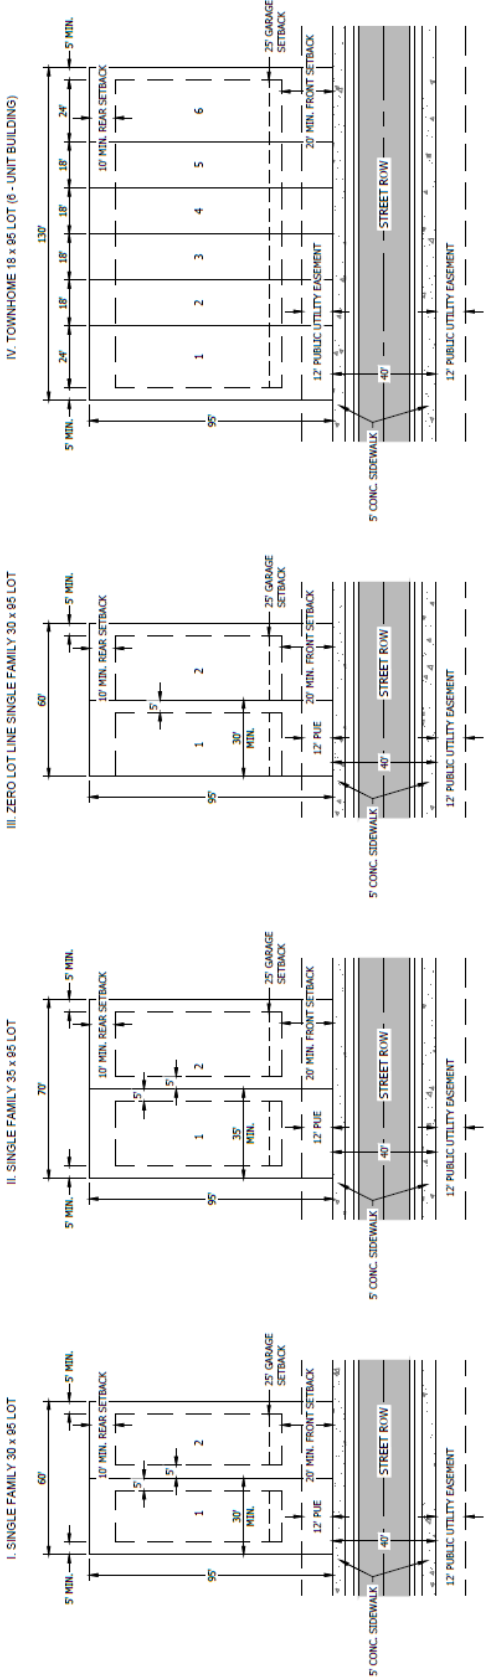 I. SINGLE FAMILY 30 x 95 LOT
60'
5' MIN.
5' MIN.
10' MIN. REAR SETBACK
95'
1
2
5'
5'
30'
MIN.
25' GARAGE
SETBACK
12' PUE
20' MIN. FRONT SETBACK
STREET ROW
40'
5' CONC. SIDEWALK
12' PUBLIC UTILITY EASEMENT
II. SINGLE FAMILY 35 x 95 LOT
70'
5' MIN.
5' MIN.
10' MIN. REAR SETBACK
95'
1
2
5'
5'
35'
MIN.
25' GARAGE
SETBACK
12' PUE
20' MIN. FRONT SETBACK
STREET ROW
40'
5' CONC. SIDEWALK
12' PUBLIC UTILITY EASEMENT
III. ZERO LOT LINE SINGLE FAMILY 30 x 95 LOT
60'
5' MIN.
10' MIN. REAR SETBACK
95'
1
2
5'
30'
MIN.
25' GARAGE
SETBACK
12' PUE
20' MIN. FRONT SETBACK
STREET ROW
40'
5' CONC. SIDEWALK
12' PUBLIC UTILITY EASEMENT
IV. TOWNHOME 18 x 95 LOT (6 - UNIT BUILDING)
130'
5' MIN.
24'
18'
18'
18'
18'
24'
5' MIN.
10' MIN. REAR SETBACK
95'
1
2
3
4
5
6
25' GARAGE
SETBACK
12' PUBLIC UTILITY EASEMENT
20' MIN. FRONT SETBACK
STREET ROW
40'
5' CONC. SIDEWALK
12' PUBLIC UTILITY EASEMENT